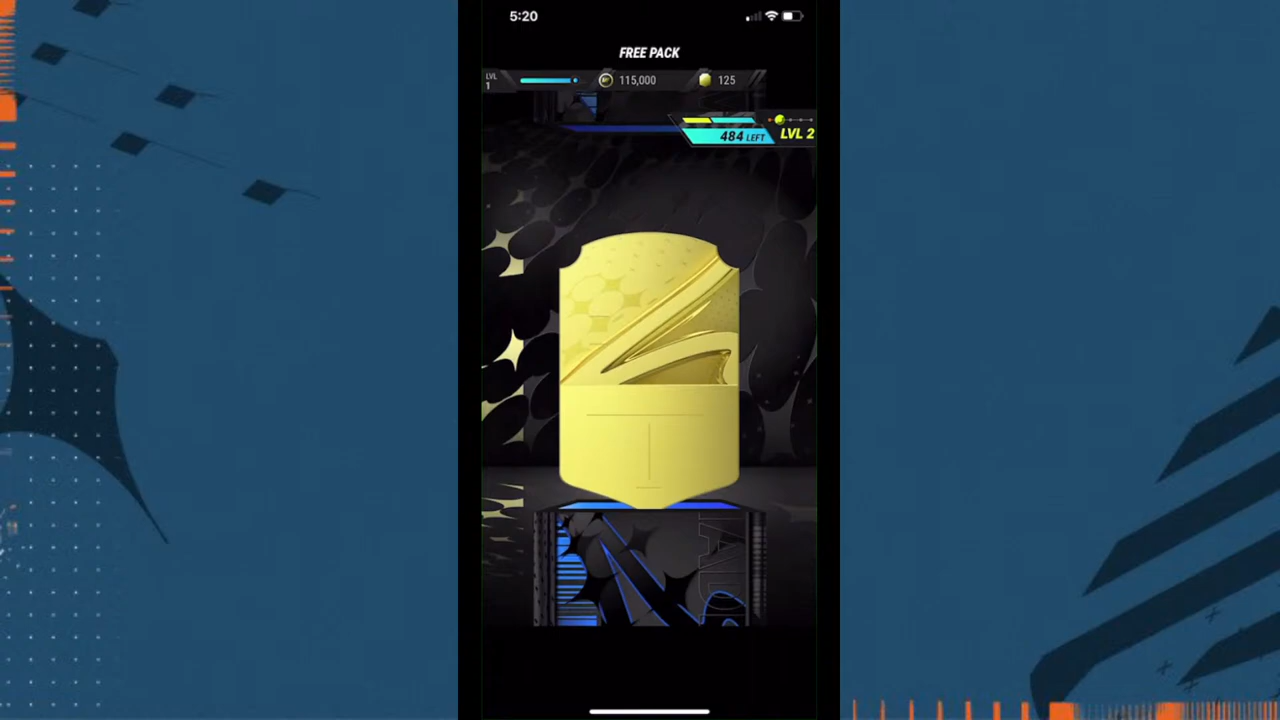 5:20
FREE PACK
LVL
1
115,000
125
484 LEFT
LVL 2